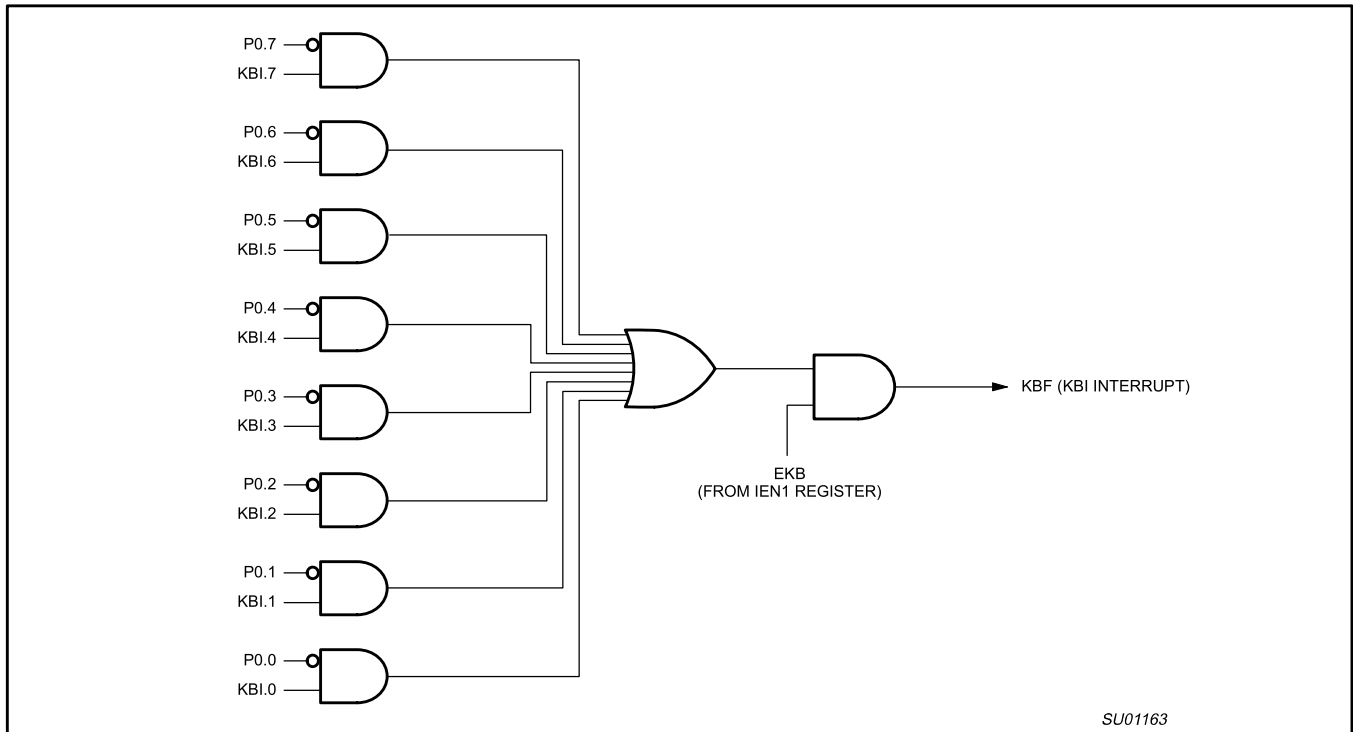 P0.7
KBI.7
P0.6
KBI.6
P0.5
KBI.5
P0.4
KBI.4
P0.3
KBI.3
P0.2
KBI.2
P0.1
KBI.1
P0.0
KBI.0
EKB
(FROM IEN1 REGISTER)
KBF (KBI INTERRUPT)
SU01163